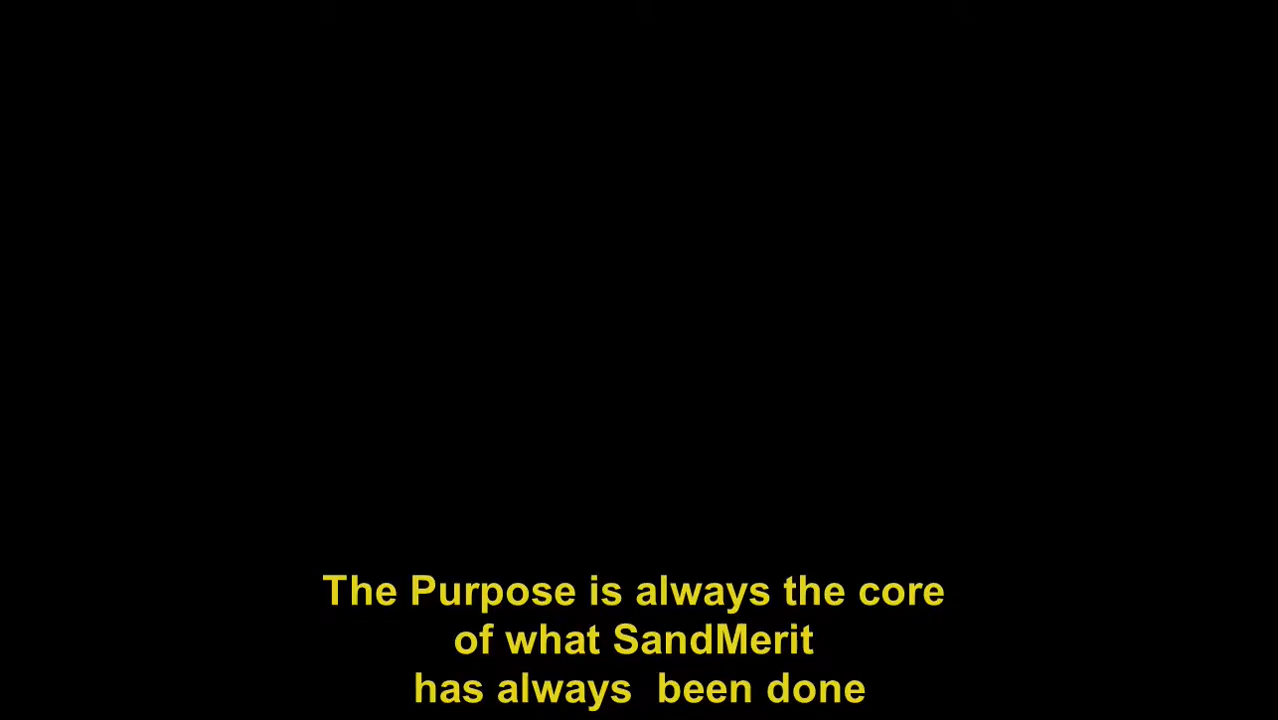 The Purpose is always the core
of what SandMerit
has always  been done